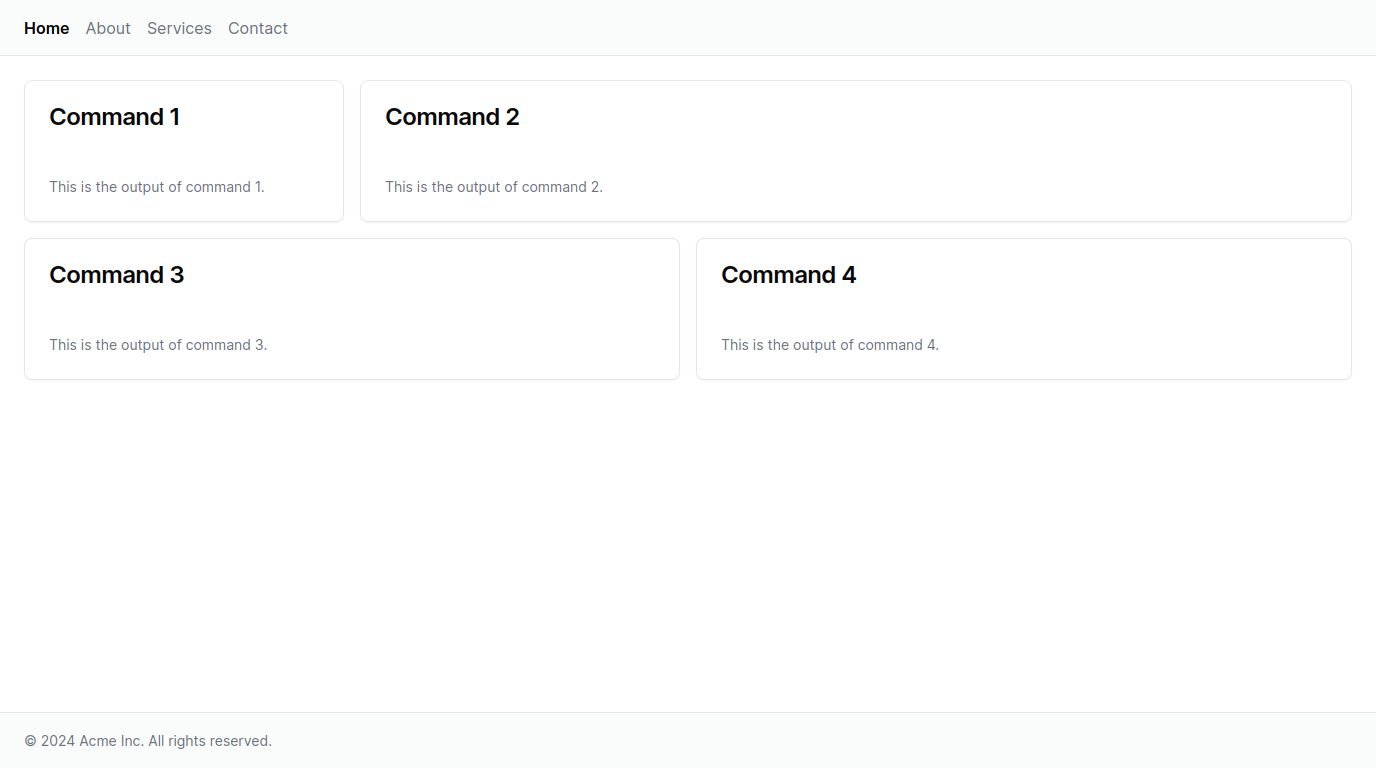 Home About Services Contact
Command 1
This is the output of command 1.
Command 2
This is the output of command 2.
Command 3
This is the output of command 3.
Command 4
This is the output of command 4.
© 2024 Acme Inc. All rights reserved.